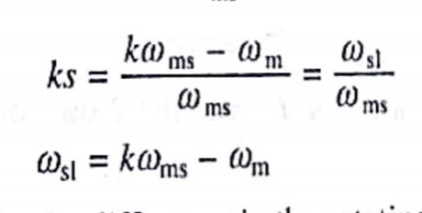 ks = (kω_ms − ω_m) / ω_ms = ω_sl / ω_ms
ω_sl = kω_ms − ω_m